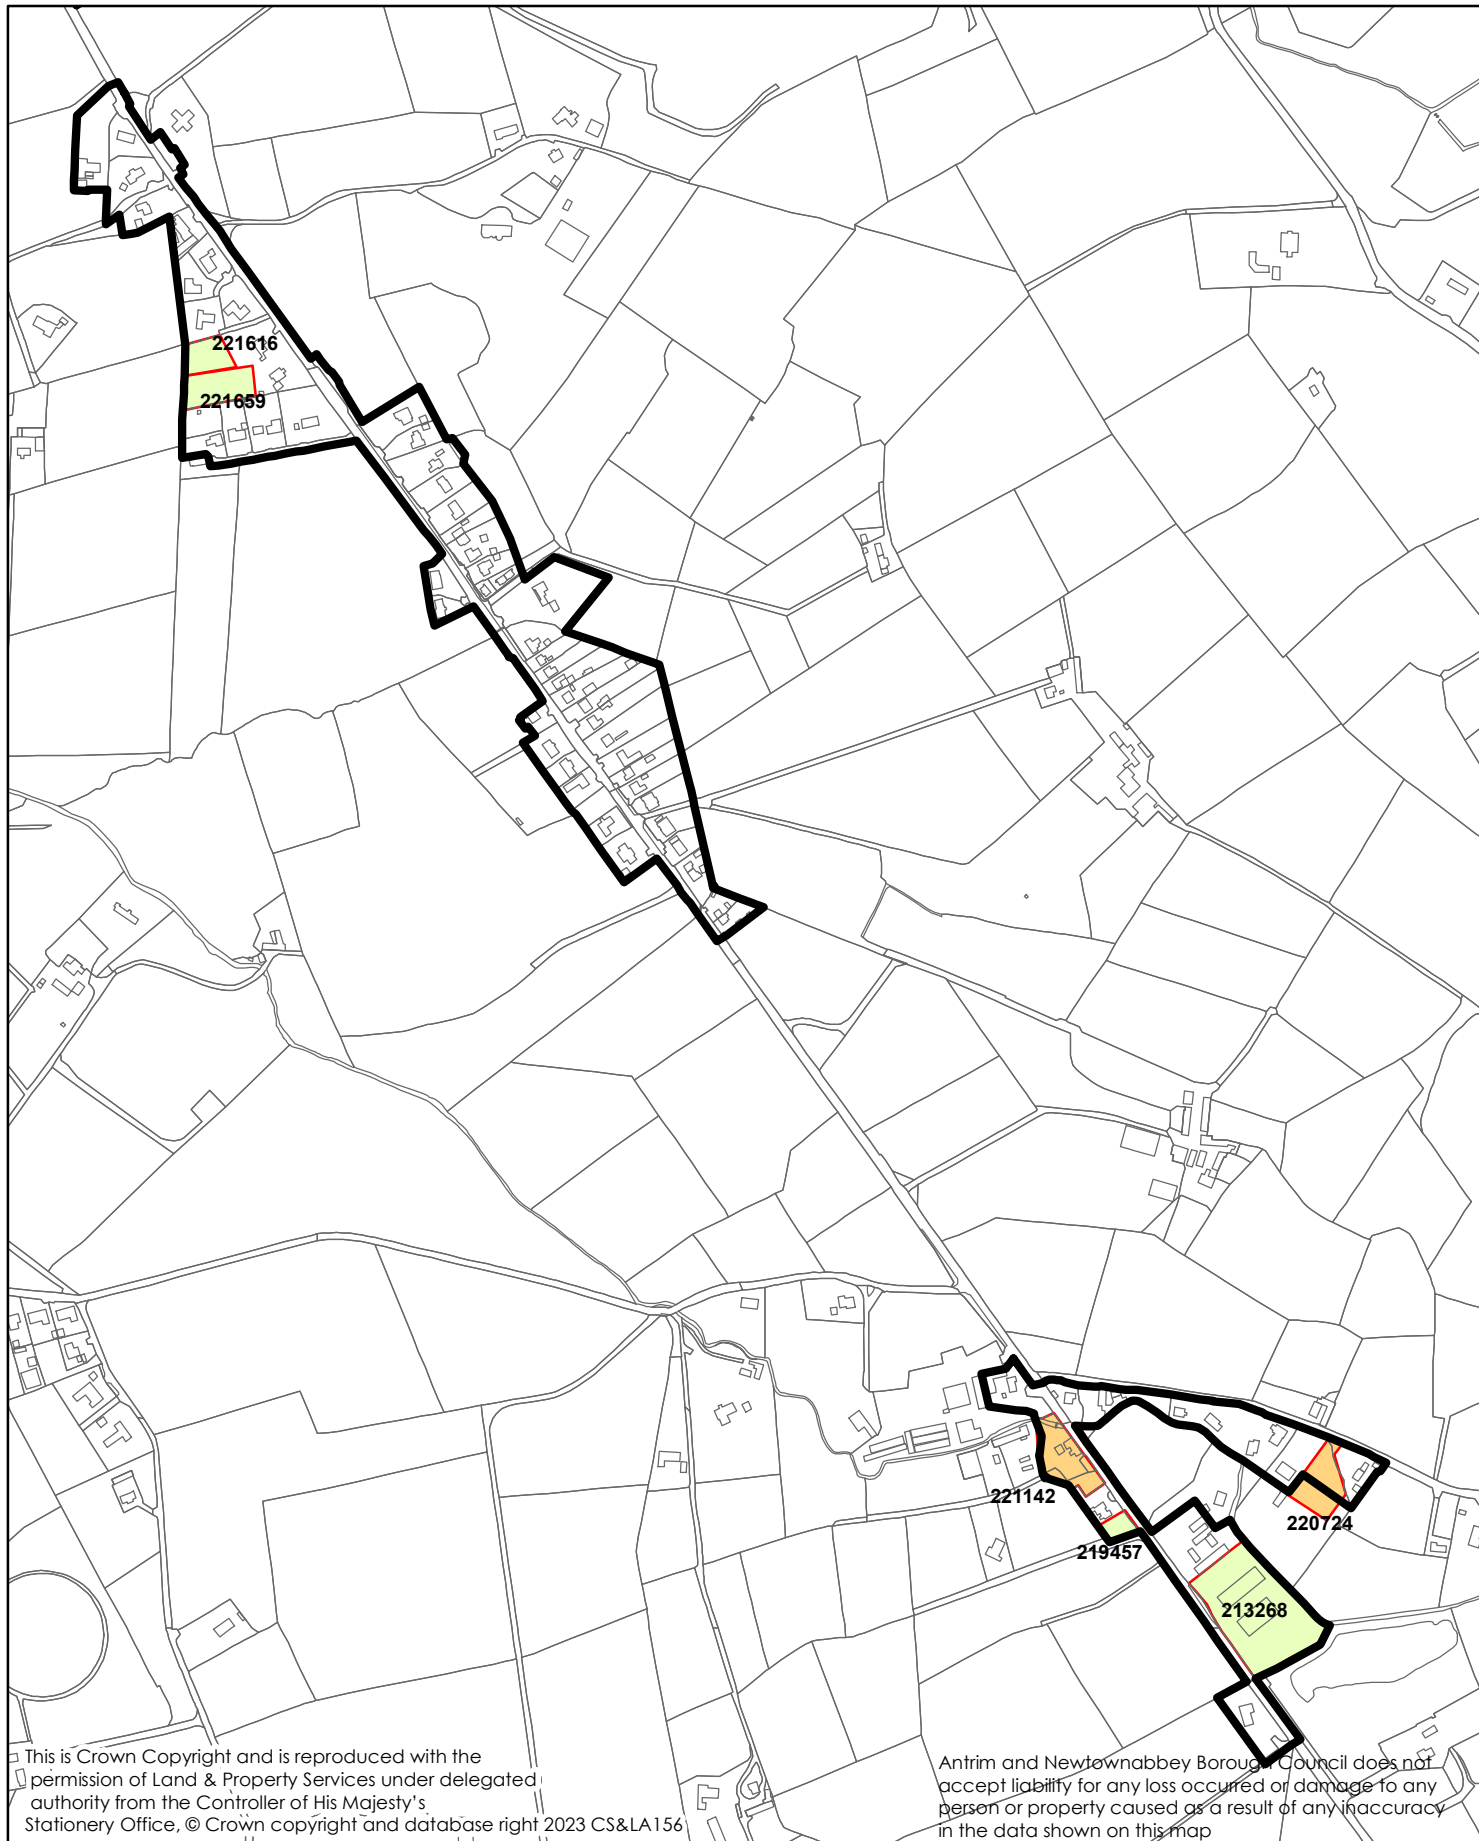 221616
221659
221142
220724
219457
213268
This is Crown Copyright and is reproduced with the
permission of Land & Property Services under delegated
authority from the Controller of His Majesty's
Stationery Office, © Crown copyright and database right 2023 CS&LA156
Antrim and Newtownabbey Borough Council does not
accept liability for any loss occurred or damage to any
person or property caused as a result of any inaccuracy
in the data shown on this map